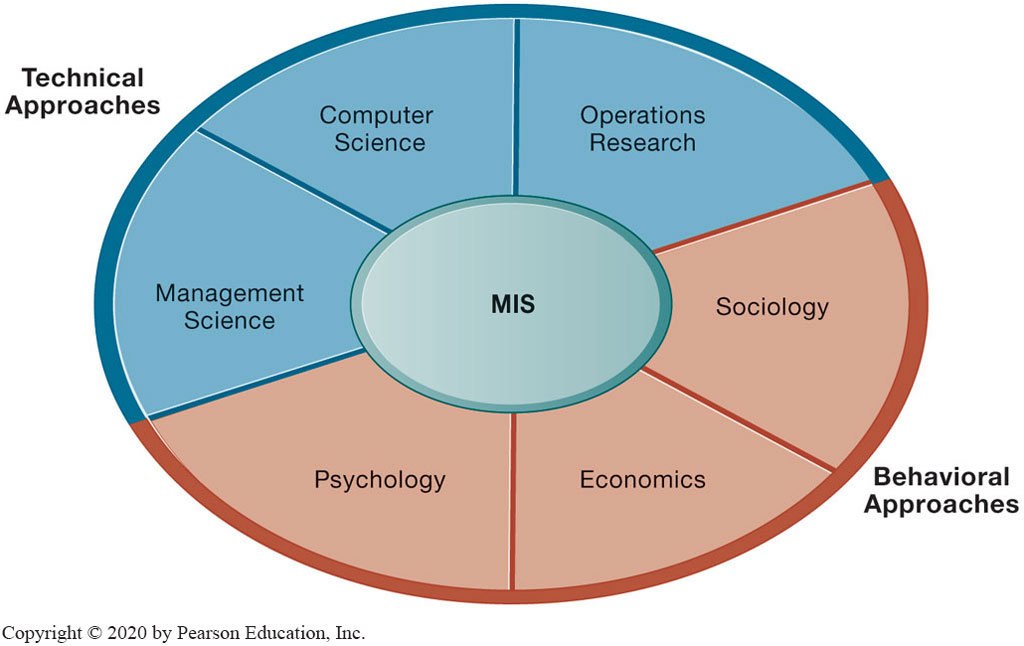 Technical
Approaches
Computer
Science
Operations
Research
Management
Science
MIS
Sociology
Psychology
Economics
Behavioral
Approaches
Copyright © 2020 by Pearson Education, Inc.